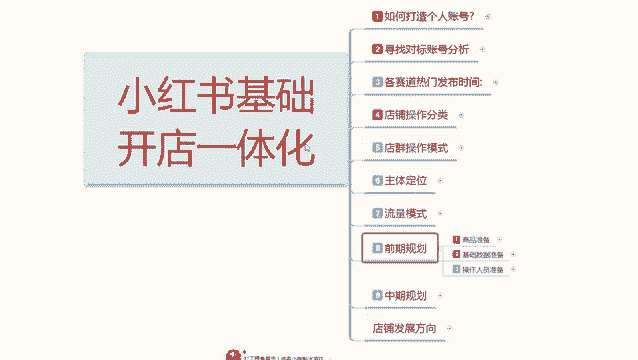 小红书基础
开店一体化
1 如何打造个人账号?
2 寻找对标账号分析
3 各赛道热门发布时间:
4 店铺操作分类
5 店群操作模式
6 主体定位
7 流量模式
8 前期规划
1 商品准备
2 基础数据准备
3 操作人员准备
9 中期规划
店铺发展方向